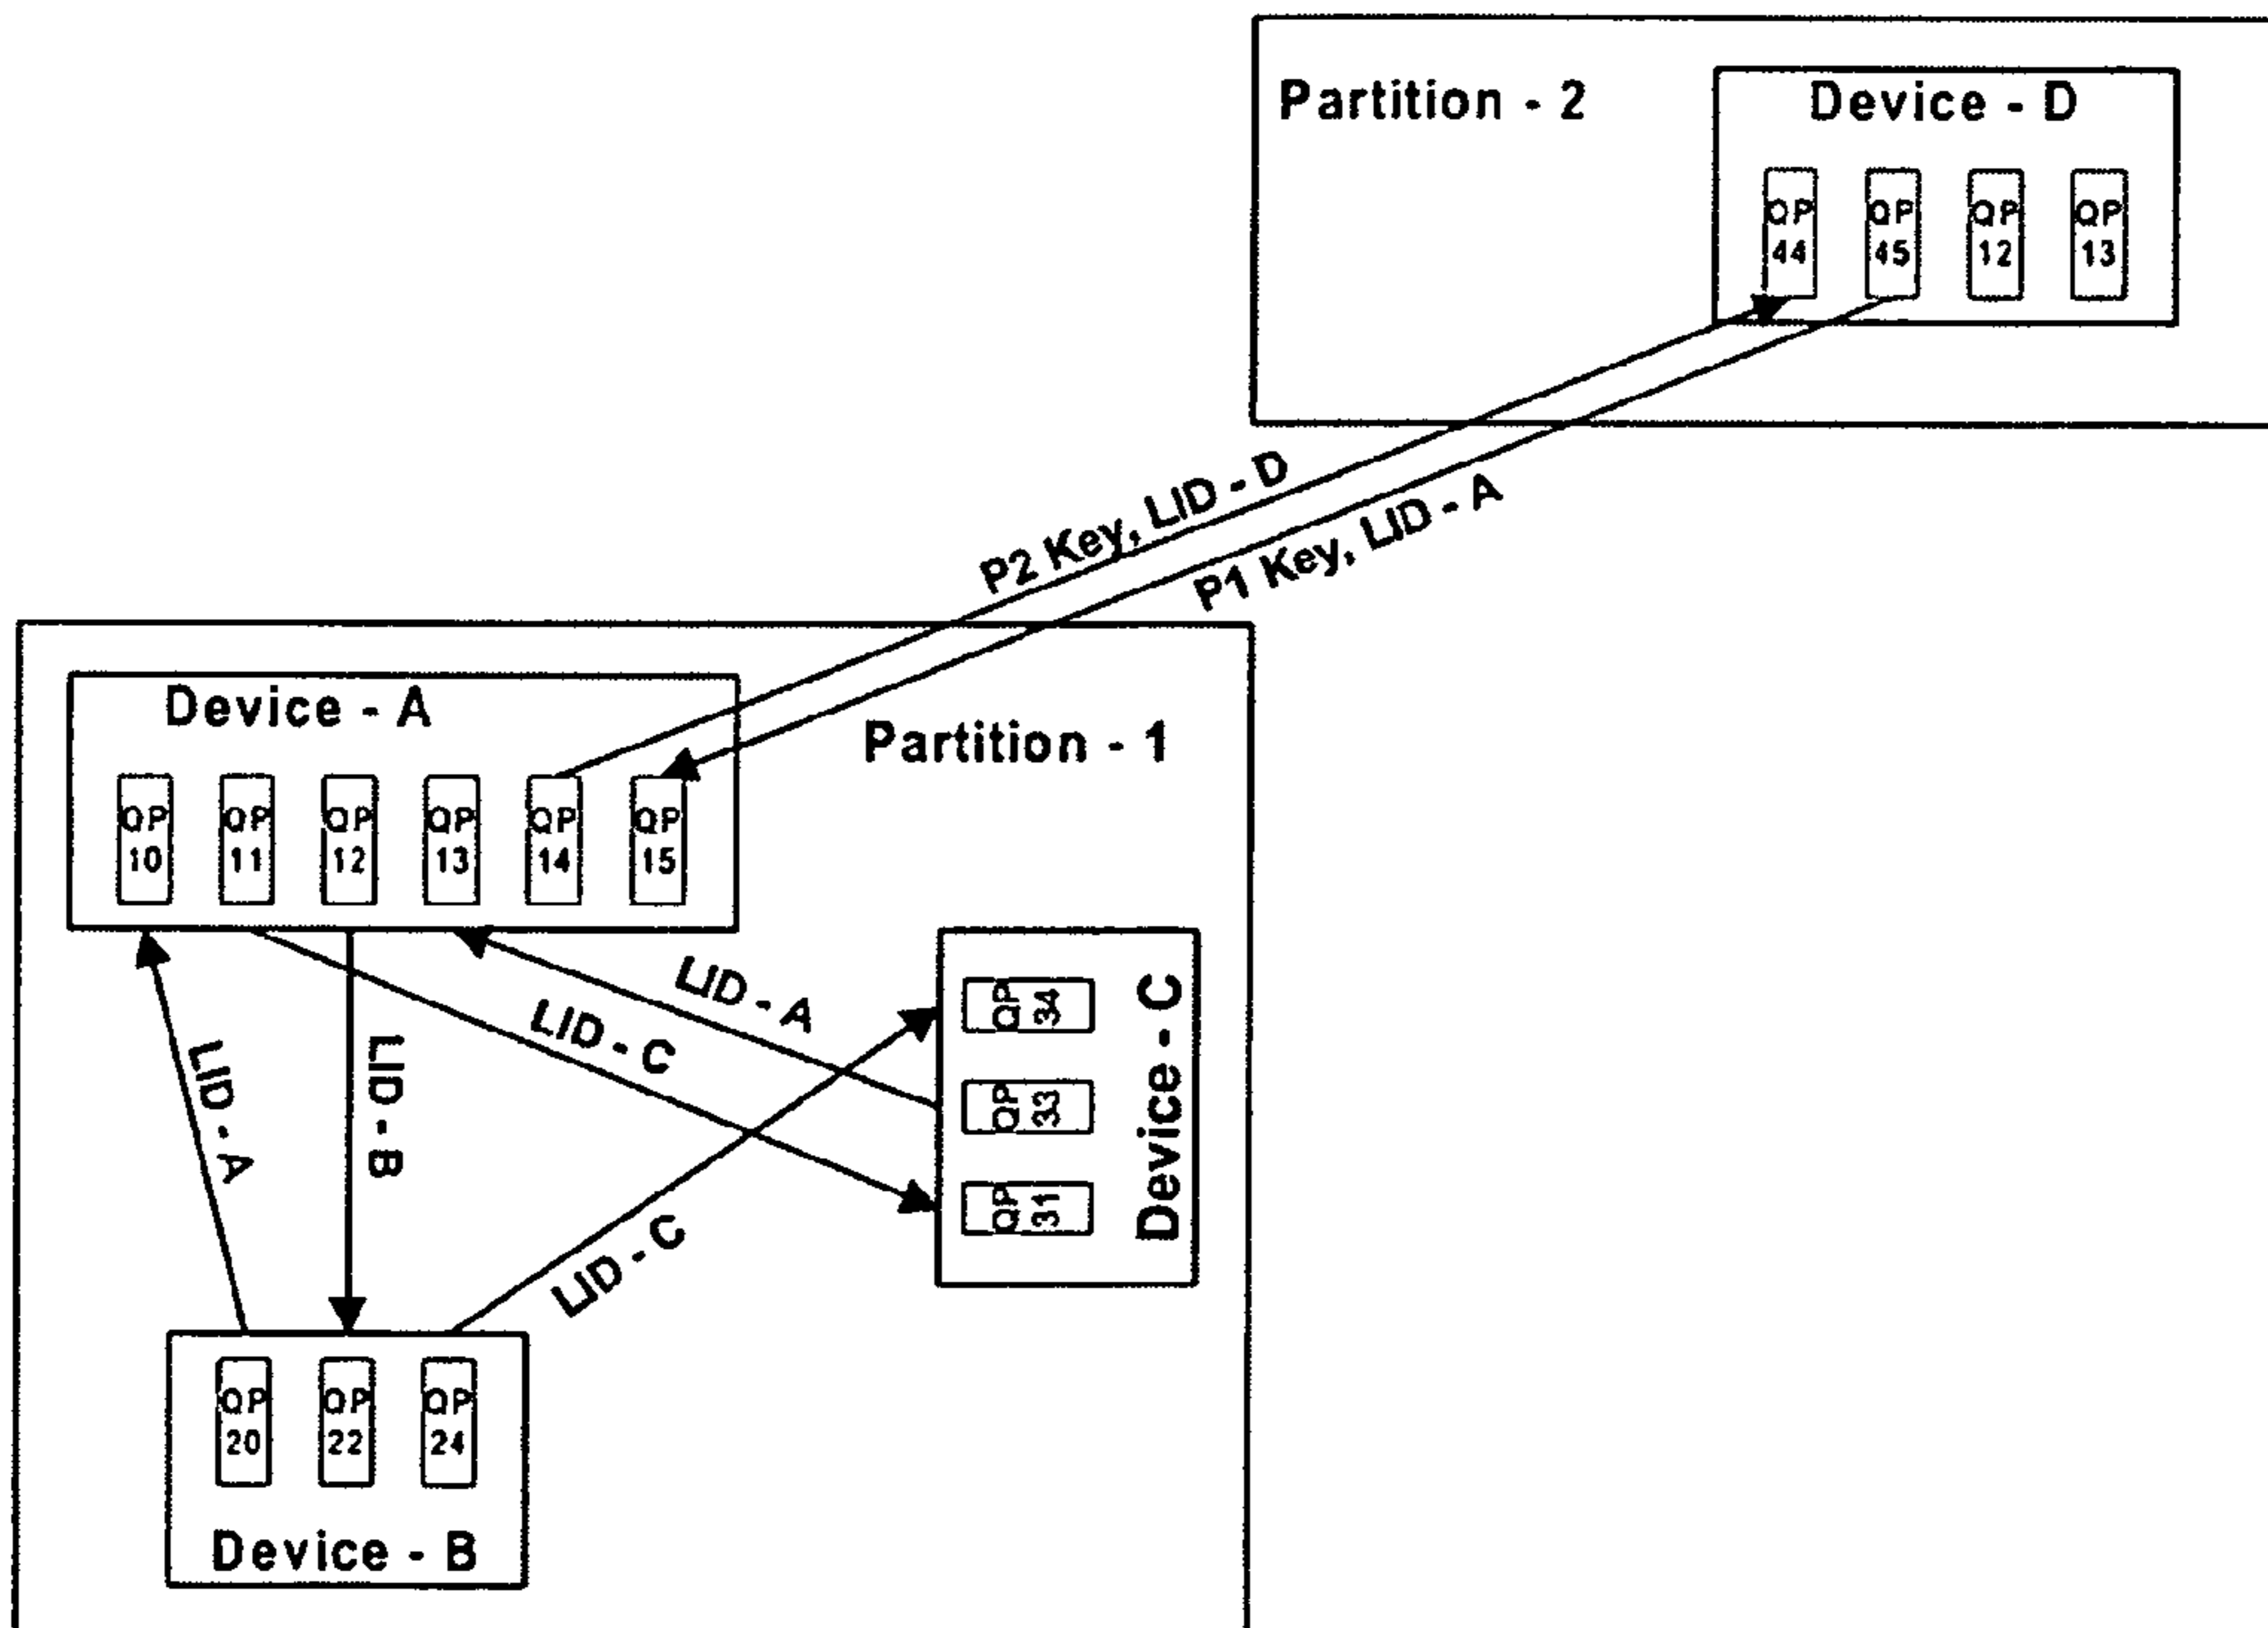 Partition - 2
Device - D
QP
44
QP
45
QP
12
QP
13
P2 Key, LID - D
P1 Key, LID - A
Device - A
Partition - 1
QP
10
QP
11
QP
12
QP
13
QP
14
QP
15
LID - A
LID - B
LID - C
LID - A
LID - C
Device - C
QP
34
QP
33
QP
31
QP
20
QP
22
QP
24
Device - B